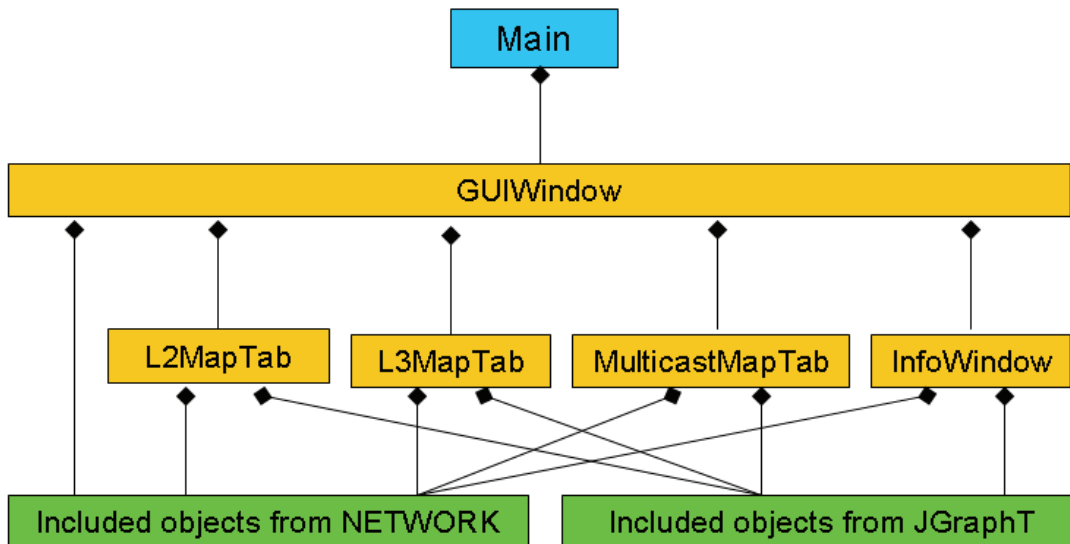 Main
GUIWindow
L2MapTab
L3MapTab
MulticastMapTab
InfoWindow
Included objects from NETWORK
Included objects from JGraphT